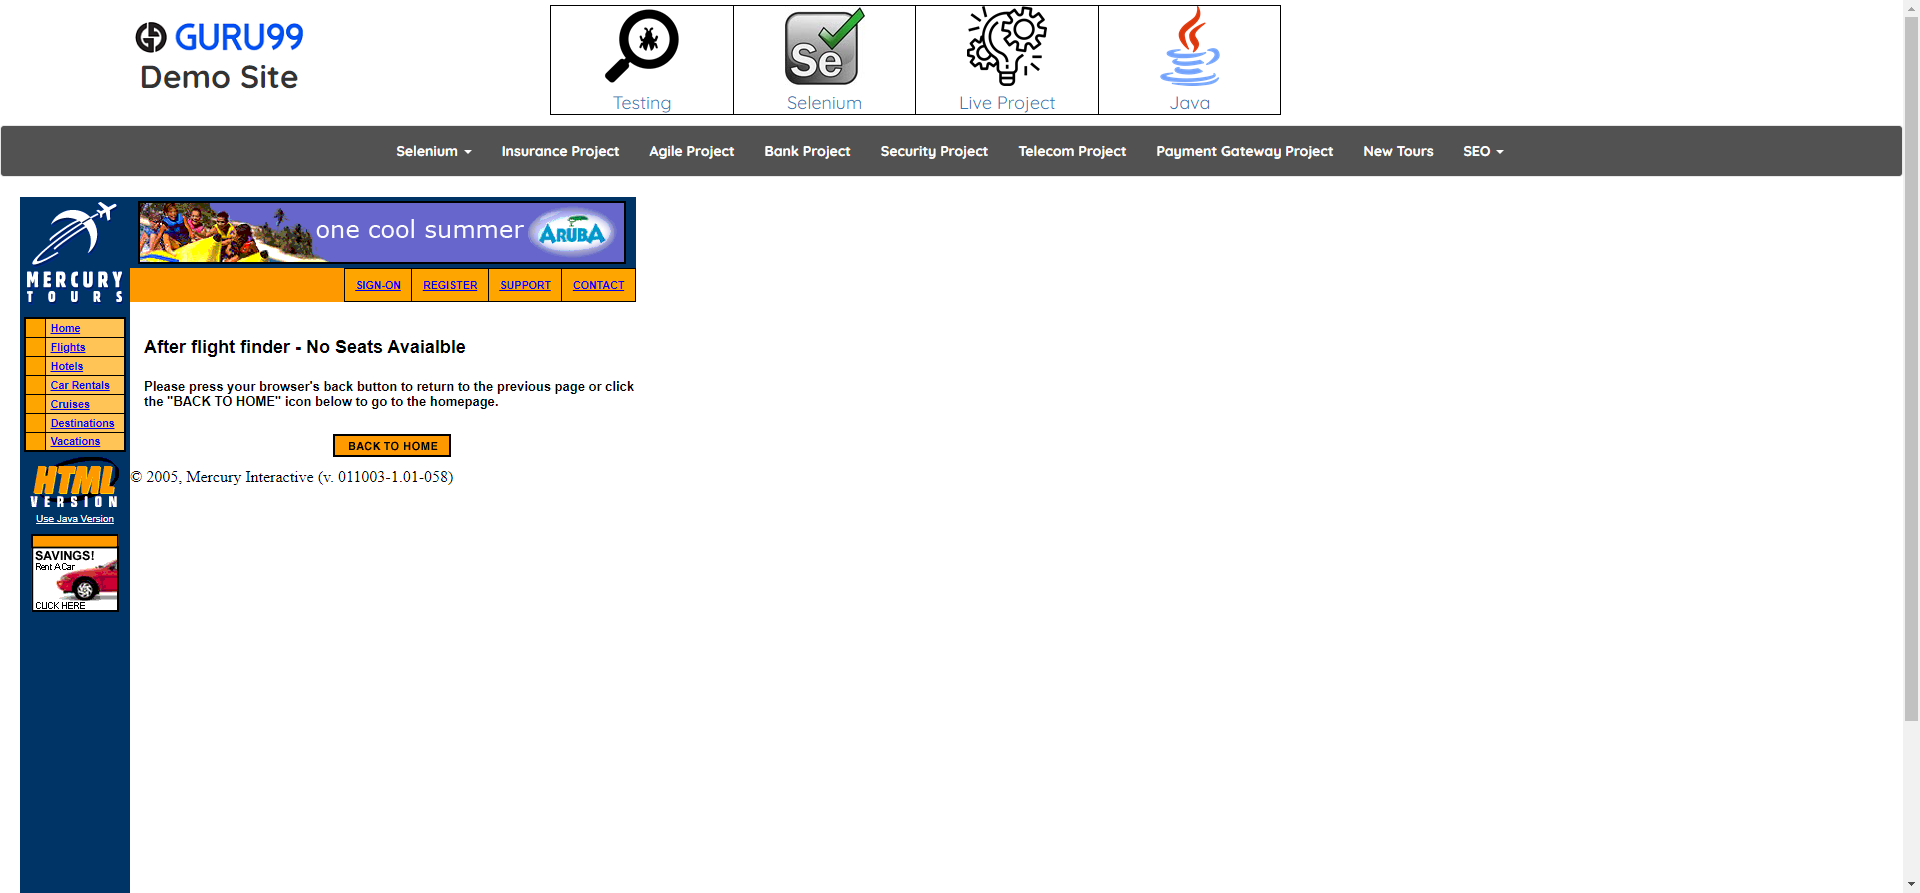 GURU99
Demo Site
Se
Testing
Selenium
Live Project
Java
Selenium
Insurance Project
Agile Project
Bank Project
Security Project
Telecom Project
Payment Gateway Project
New Tours
SEO
one cool summer
ARUBA
MERCURY
TOURS
SIGN-ON
REGISTER
SUPPORT
CONTACT
Home
Flights
Hotels
Car Rentals
Cruises
Destinations
Vacations
HTML
VERSION
Use Java Version
SAVINGS!
Rent A Car
CLICK HERE
After flight finder - No Seats Avaialble
Please press your browser's back button to return to the previous page or click
the "BACK TO HOME" icon below to go to the homepage.
BACK TO HOME
© 2005, Mercury Interactive (v. 011003-1.01-058)